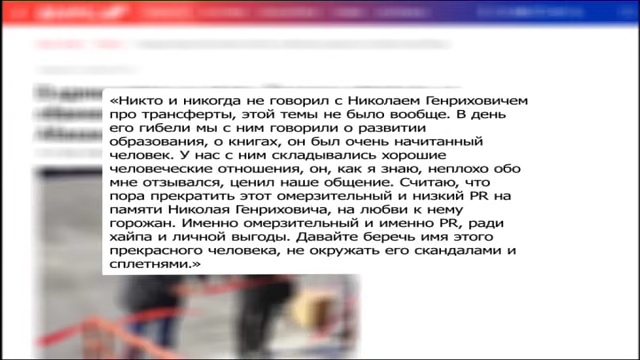 «Никто и никогда не говорил с Николаем Генриховичем
про трансферты, этой темы не было вообще. В день
его гибели мы с ним говорили о развитии
образования, о книгах, он был очень начитанный
человек. У нас с ним складывались хорошие
человеческие отношения, он, как я знаю, неплохо обо
мне отзывался, ценил наше общение. Считаю, что
пора прекратить этот омерзительный и низкий PR на
памяти Николая Генриховича, на любви к нему
горожан. Именно омерзительный и именно PR, ради
хайпа и личной выгоды. Давайте беречь имя этого
прекрасного человека, не окружать его скандалами и
сплетнями.»